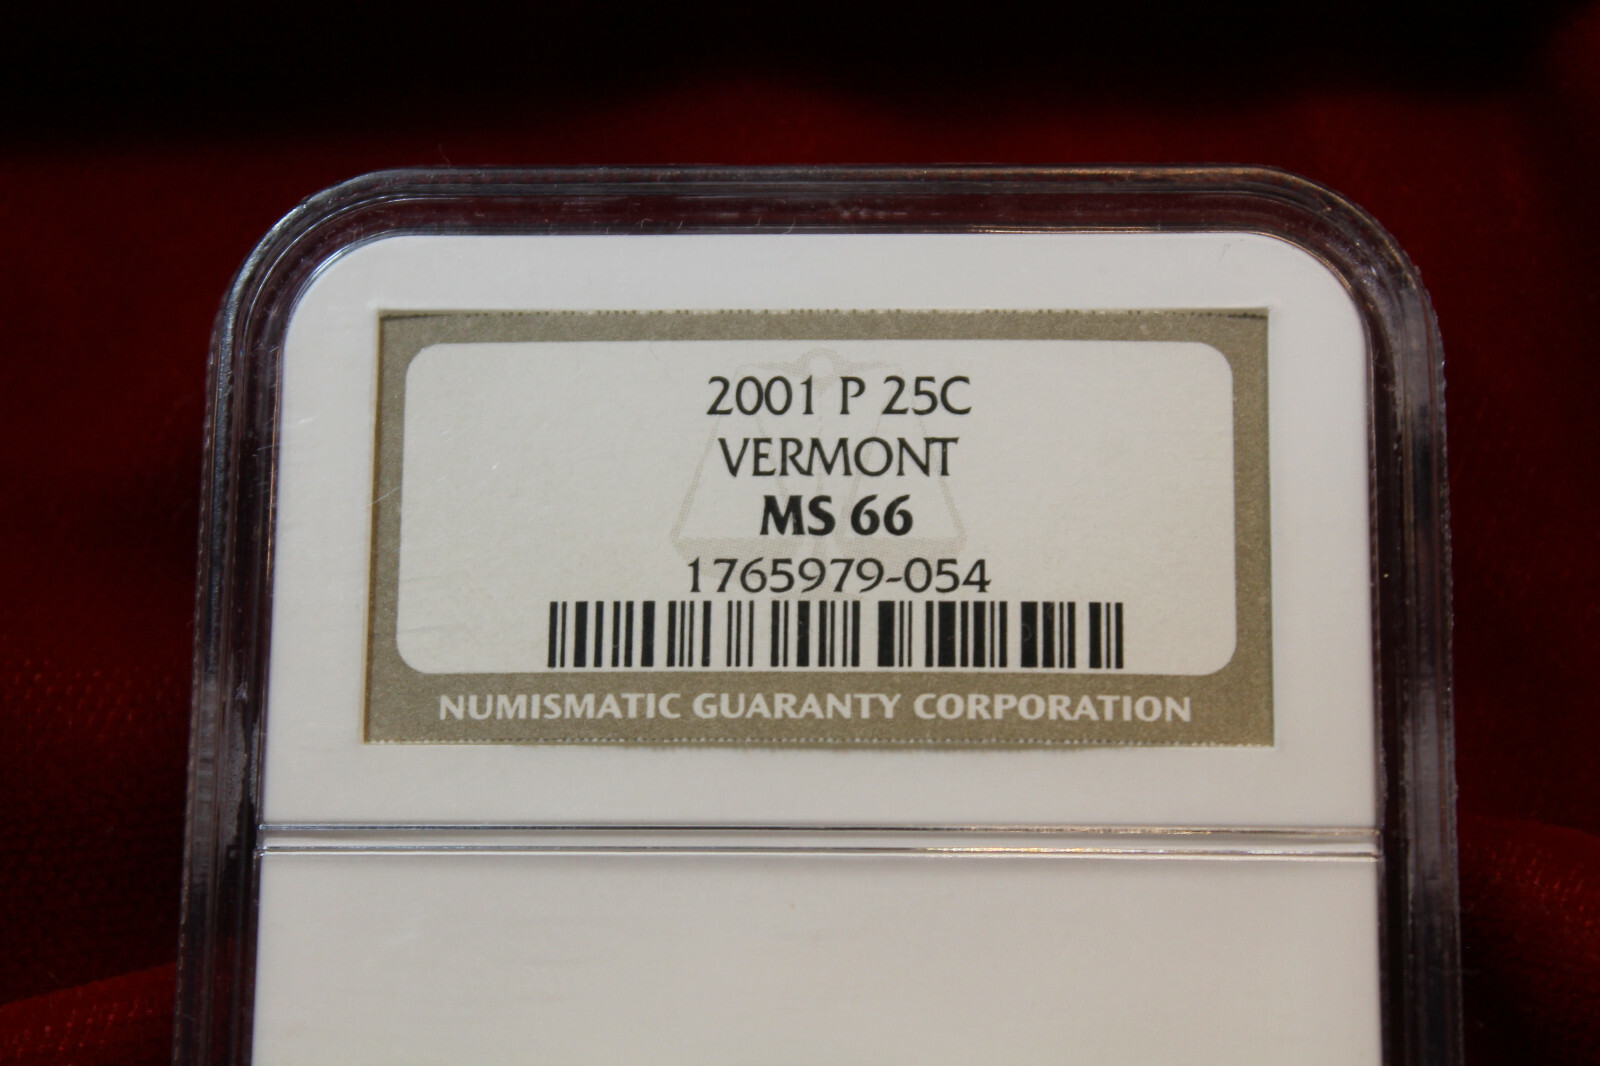 2001 P 25C
VERMONT
MS 66
1765979-054
NUMISMATIC GUARANTY CORPORATION